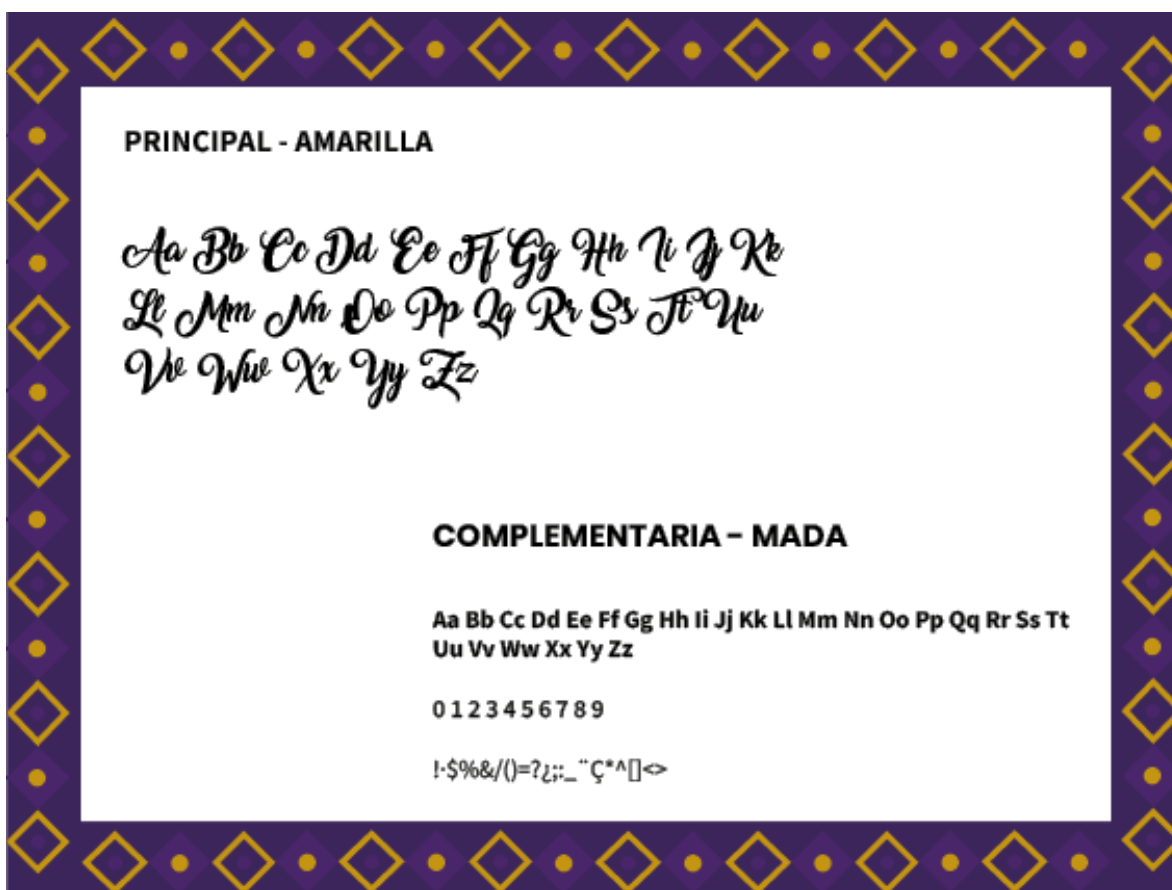 PRINCIPAL - AMARILLA
Aa Bb Cc Dd Ee Ff Gg Hh Ii Jj Kk
Ll Mm Nn Oo Pp Qq Rr Ss Tt Uu
Vv Ww Xx Yy Zz
COMPLEMENTARIA – MADA
Aa Bb Cc Dd Ee Ff Gg Hh Ii Jj Kk Ll Mm Nn Oo Pp Qq Rr Ss Tt
Uu Vv Ww Xx Yy Zz
0 1 2 3 4 5 6 7 8 9
!·$%&/()=?¿;:_¨Ç*^[]<>